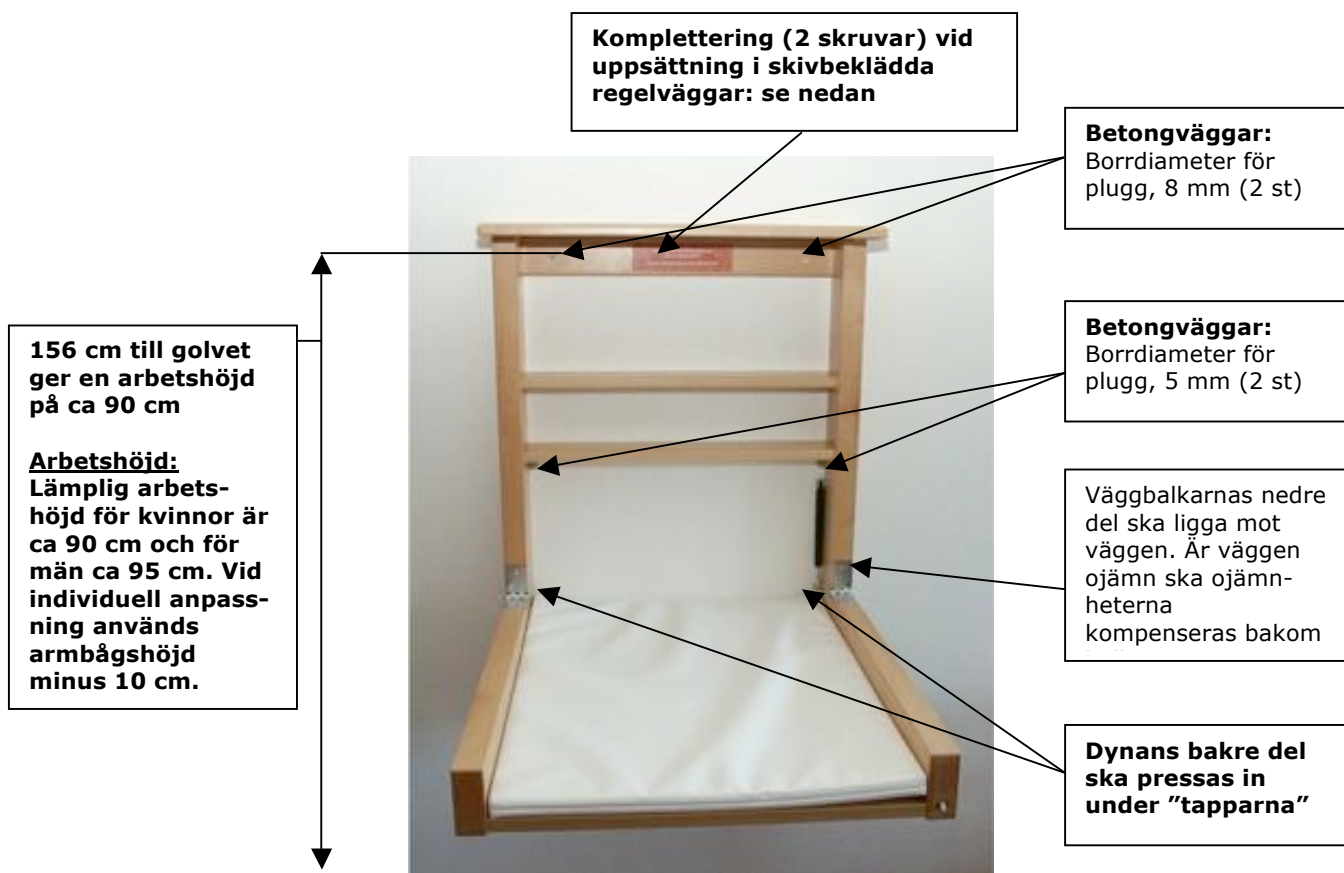 Komplettering (2 skruvar) vid
uppsättning i skivbeklädda
regelväggar: se nedan
Betongväggar:
Borrdiameter för
plugg, 8 mm (2 st)
156 cm till golvet
ger en arbetshöjd
på ca 90 cm
Arbetshöjd:
Lämplig arbets-
höjd för kvinnor är
ca 90 cm och för
män ca 95 cm. Vid
individuell anpass-
ning används
armbågshöjd
minus 10 cm.
Betongväggar:
Borrdiameter för
plugg, 5 mm (2 st)
Väggbalkarnas nedre
del ska ligga mot
väggen. Är väggen
ojämn ska ojämn-
heterna
kompenseras bakom
Dynans bakre del
ska pressas in
under ”tapparna”